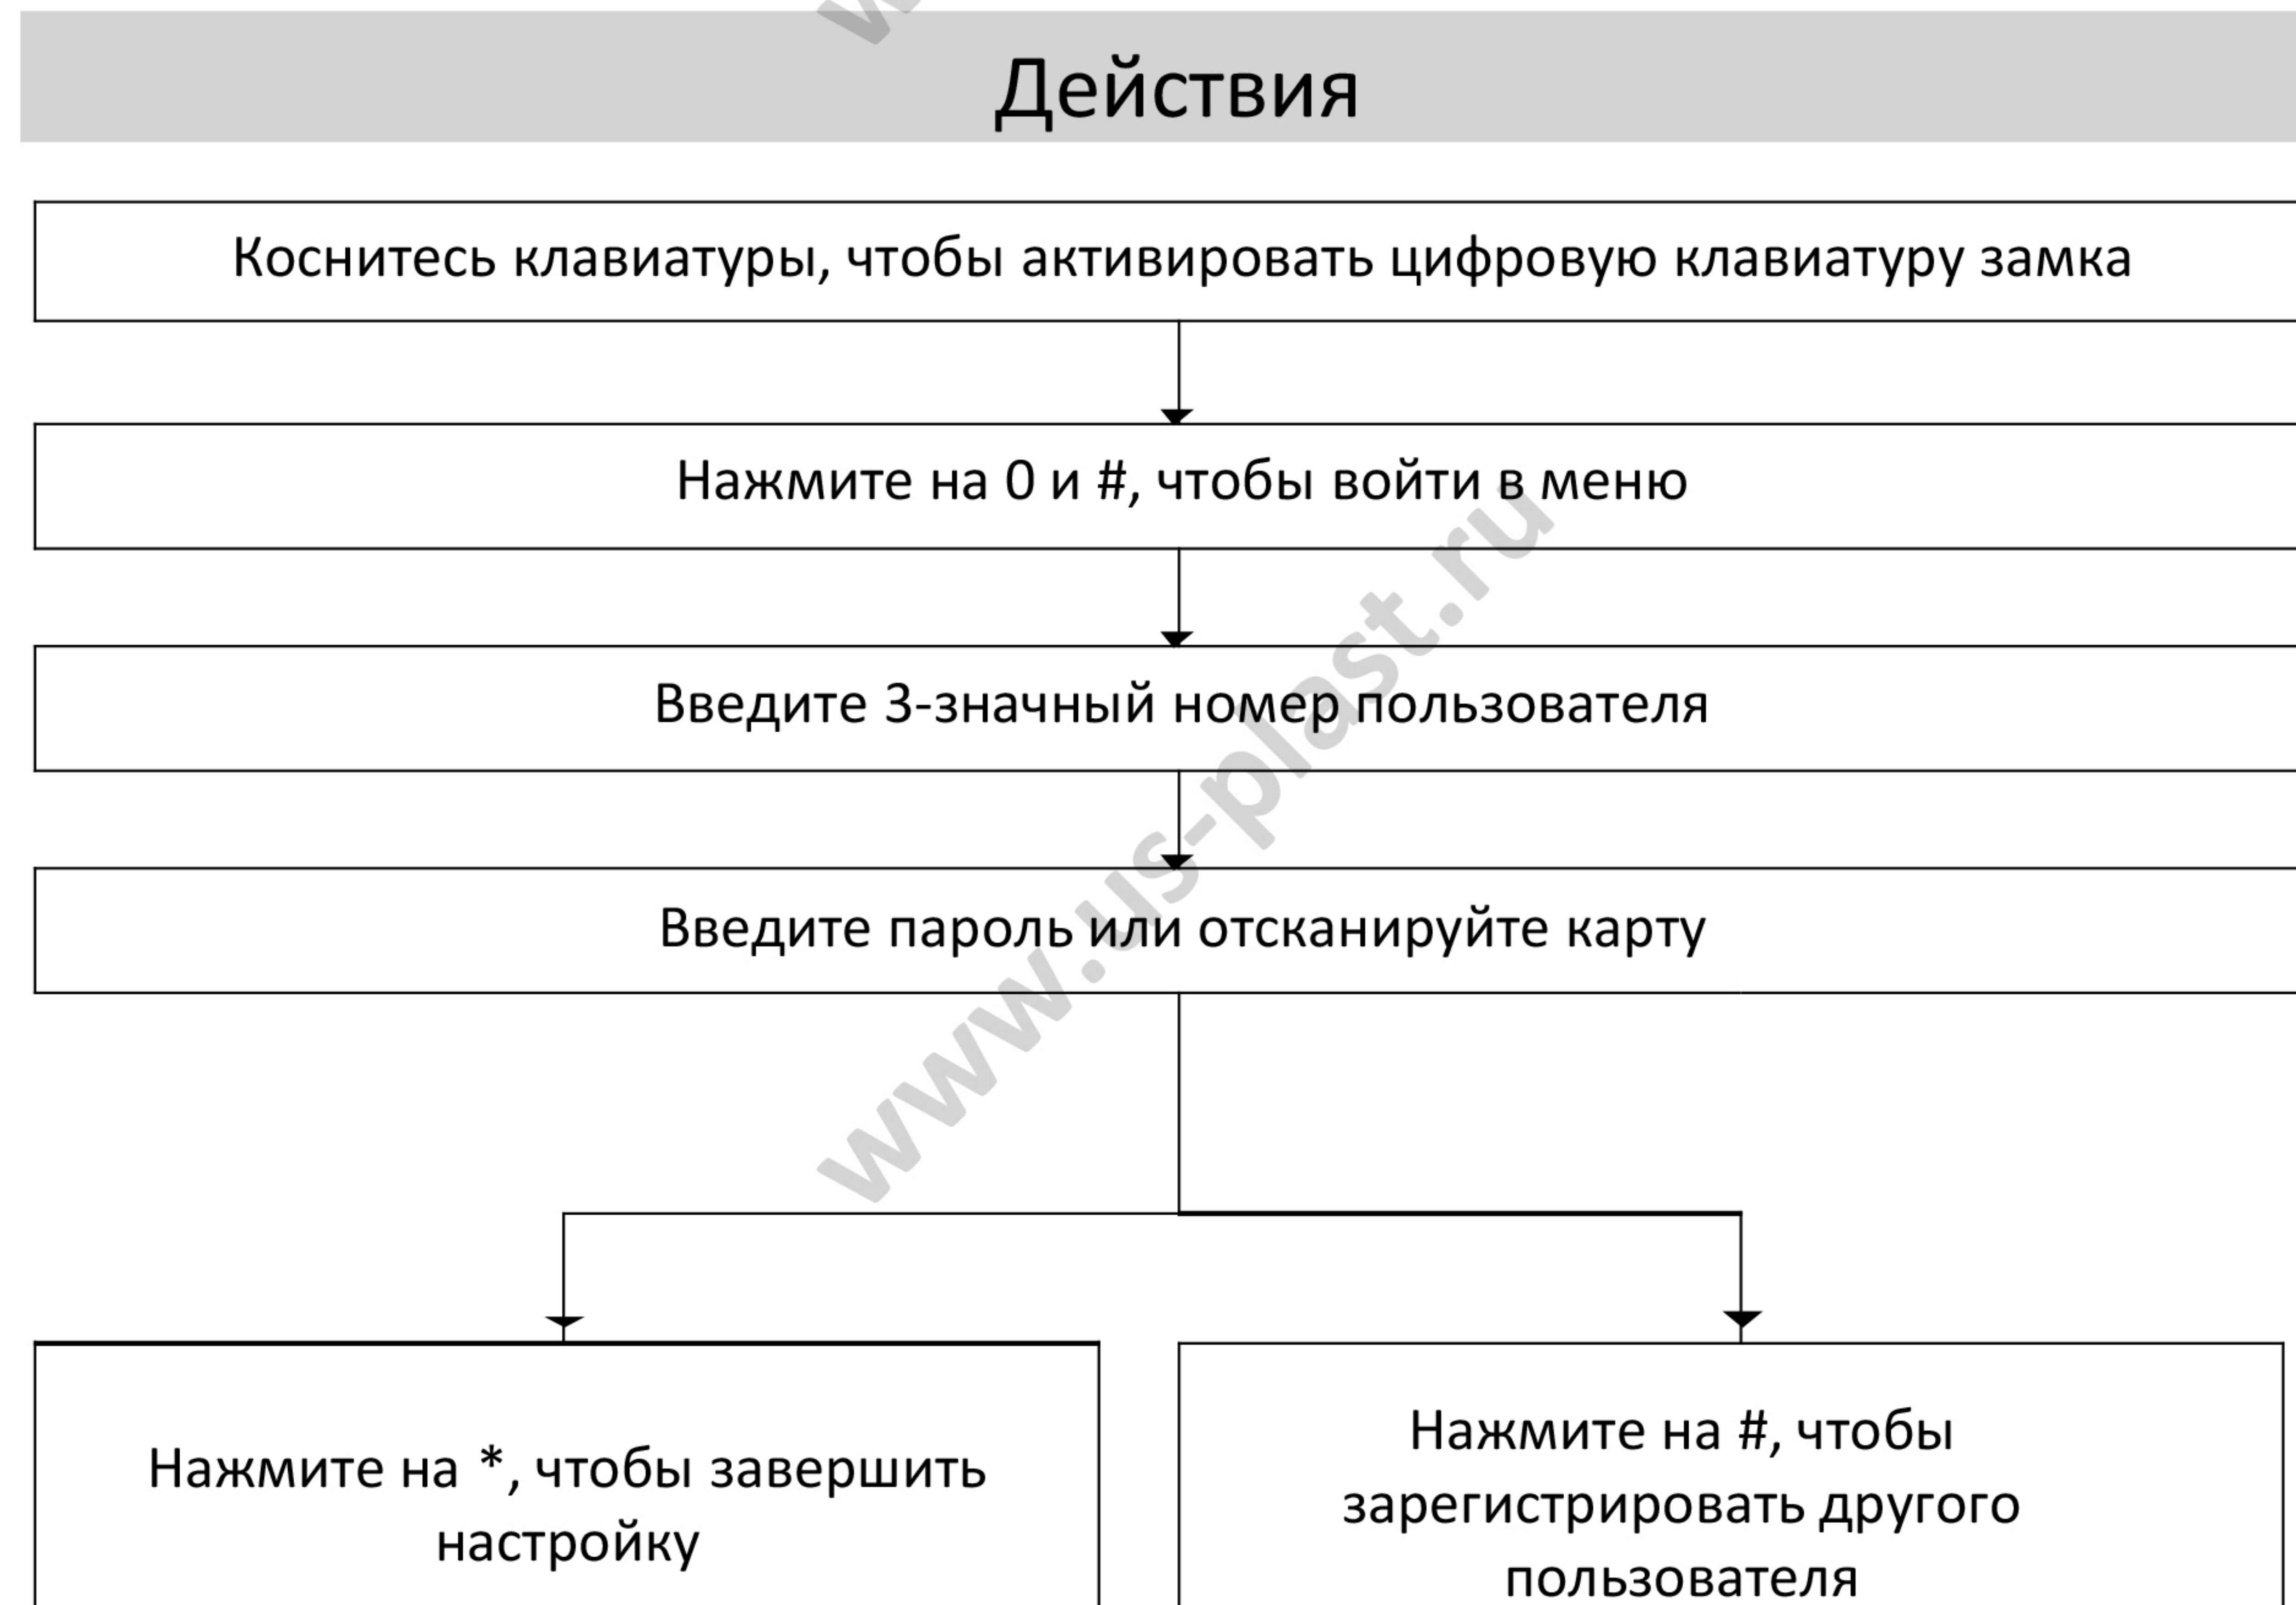 Действия
Коснитесь клавиатуры, чтобы активировать цифровую клавиатуру замка
Нажмите на 0 и #, чтобы войти в меню
Введите 3-значный номер пользователя
Введите пароль или отсканируйте карту
www.us-plast.ru
Нажмите на *, чтобы завершить
настройку
Нажмите на #, чтобы
зарегистрировать другого
пользователя